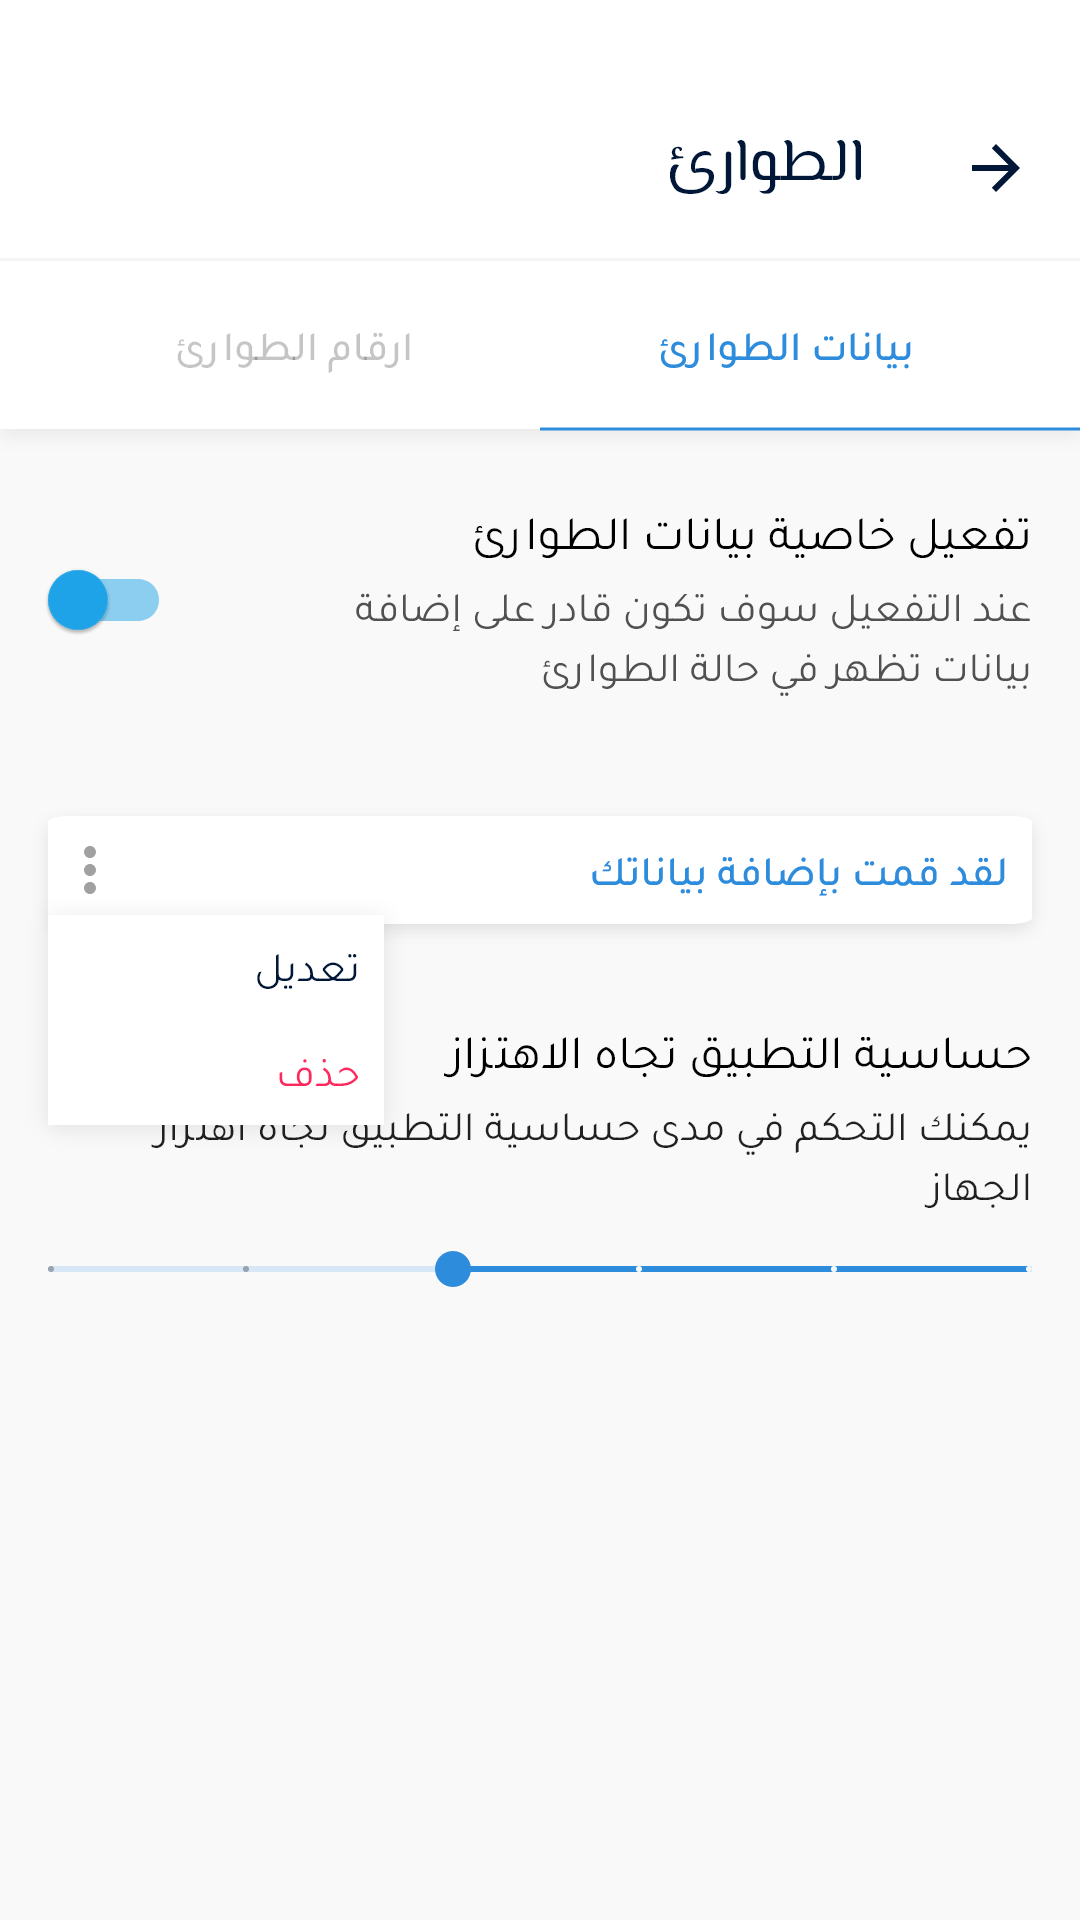 الطوارئ
بيانات الطوارئ
ارقام الطوارئ
تفعيل خاصية بيانات الطوارئ
عند التفعيل سوف تكون قادر على إضافة
بيانات تظهر في حالة الطوارئ
لقد قمت بإضافة بياناتك
تعديل
حذف
حساسية التطبيق تجاه الاهتزاز
يمكنك التحكم في مدى حساسية التطبيق تجاه اهتزاز
الجهاز